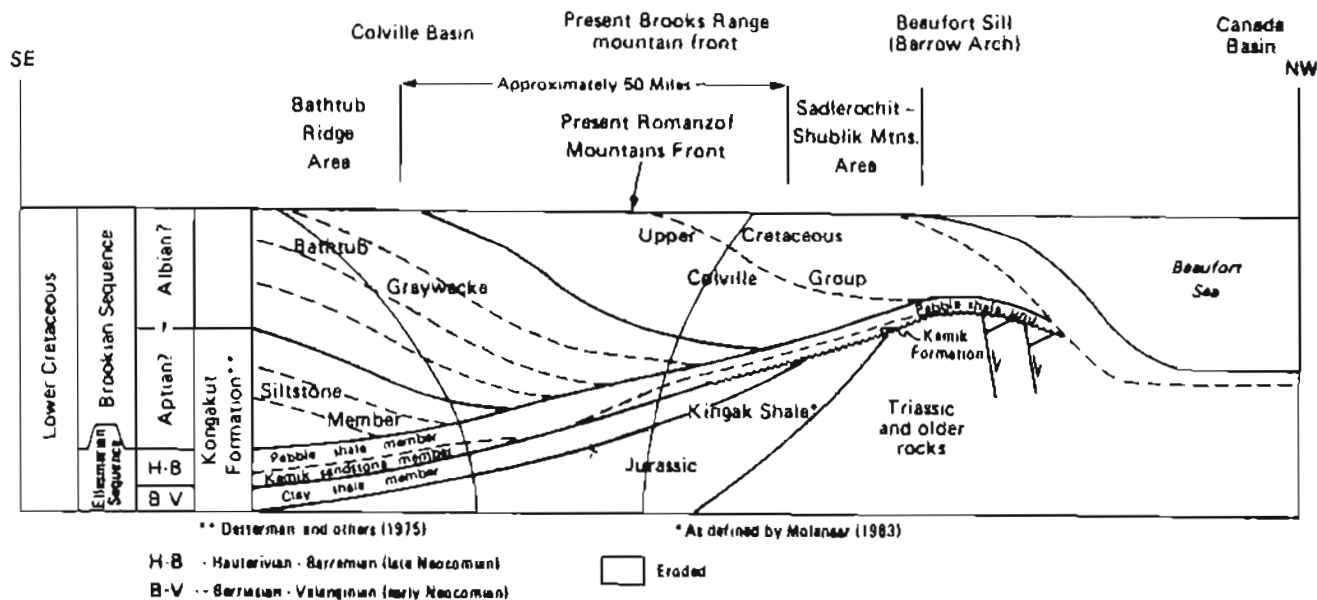 SE
Colville Basin
Present Brooks Range
mountain front
Beaufort Sill
(Barrow Arch)
Canada
Basin
NW
Approximately 50 Miles
Bathtub
Ridge
Area
Present Romanzof
Mountains Front
Sadlerochit -
Shublik Mtns.
Area
Lower Cretaceous
Brookian Sequence
Ellesmerian
Sequence
Albian?
?
Aptian?
H-B
B-V
Kongakut
Formation**
Bathtub
Graywacke
Siltstone
Member
Pebble shale member
Kemik sandstone member
Clay shale member
Upper Cretaceous
Colville Group
Pebble shale
Kemik
Formation
Kingak Shale*
Jurassic
Triassic
and older
rocks
Beaufort
Sea
** Detterman and others (1975)
*As defined by Molenaar (1983)
H-B - Hauterivian - Barremian (late Neocomian)
B-V -- Berriasian - Valanginian (early Neocomian)
Eroded